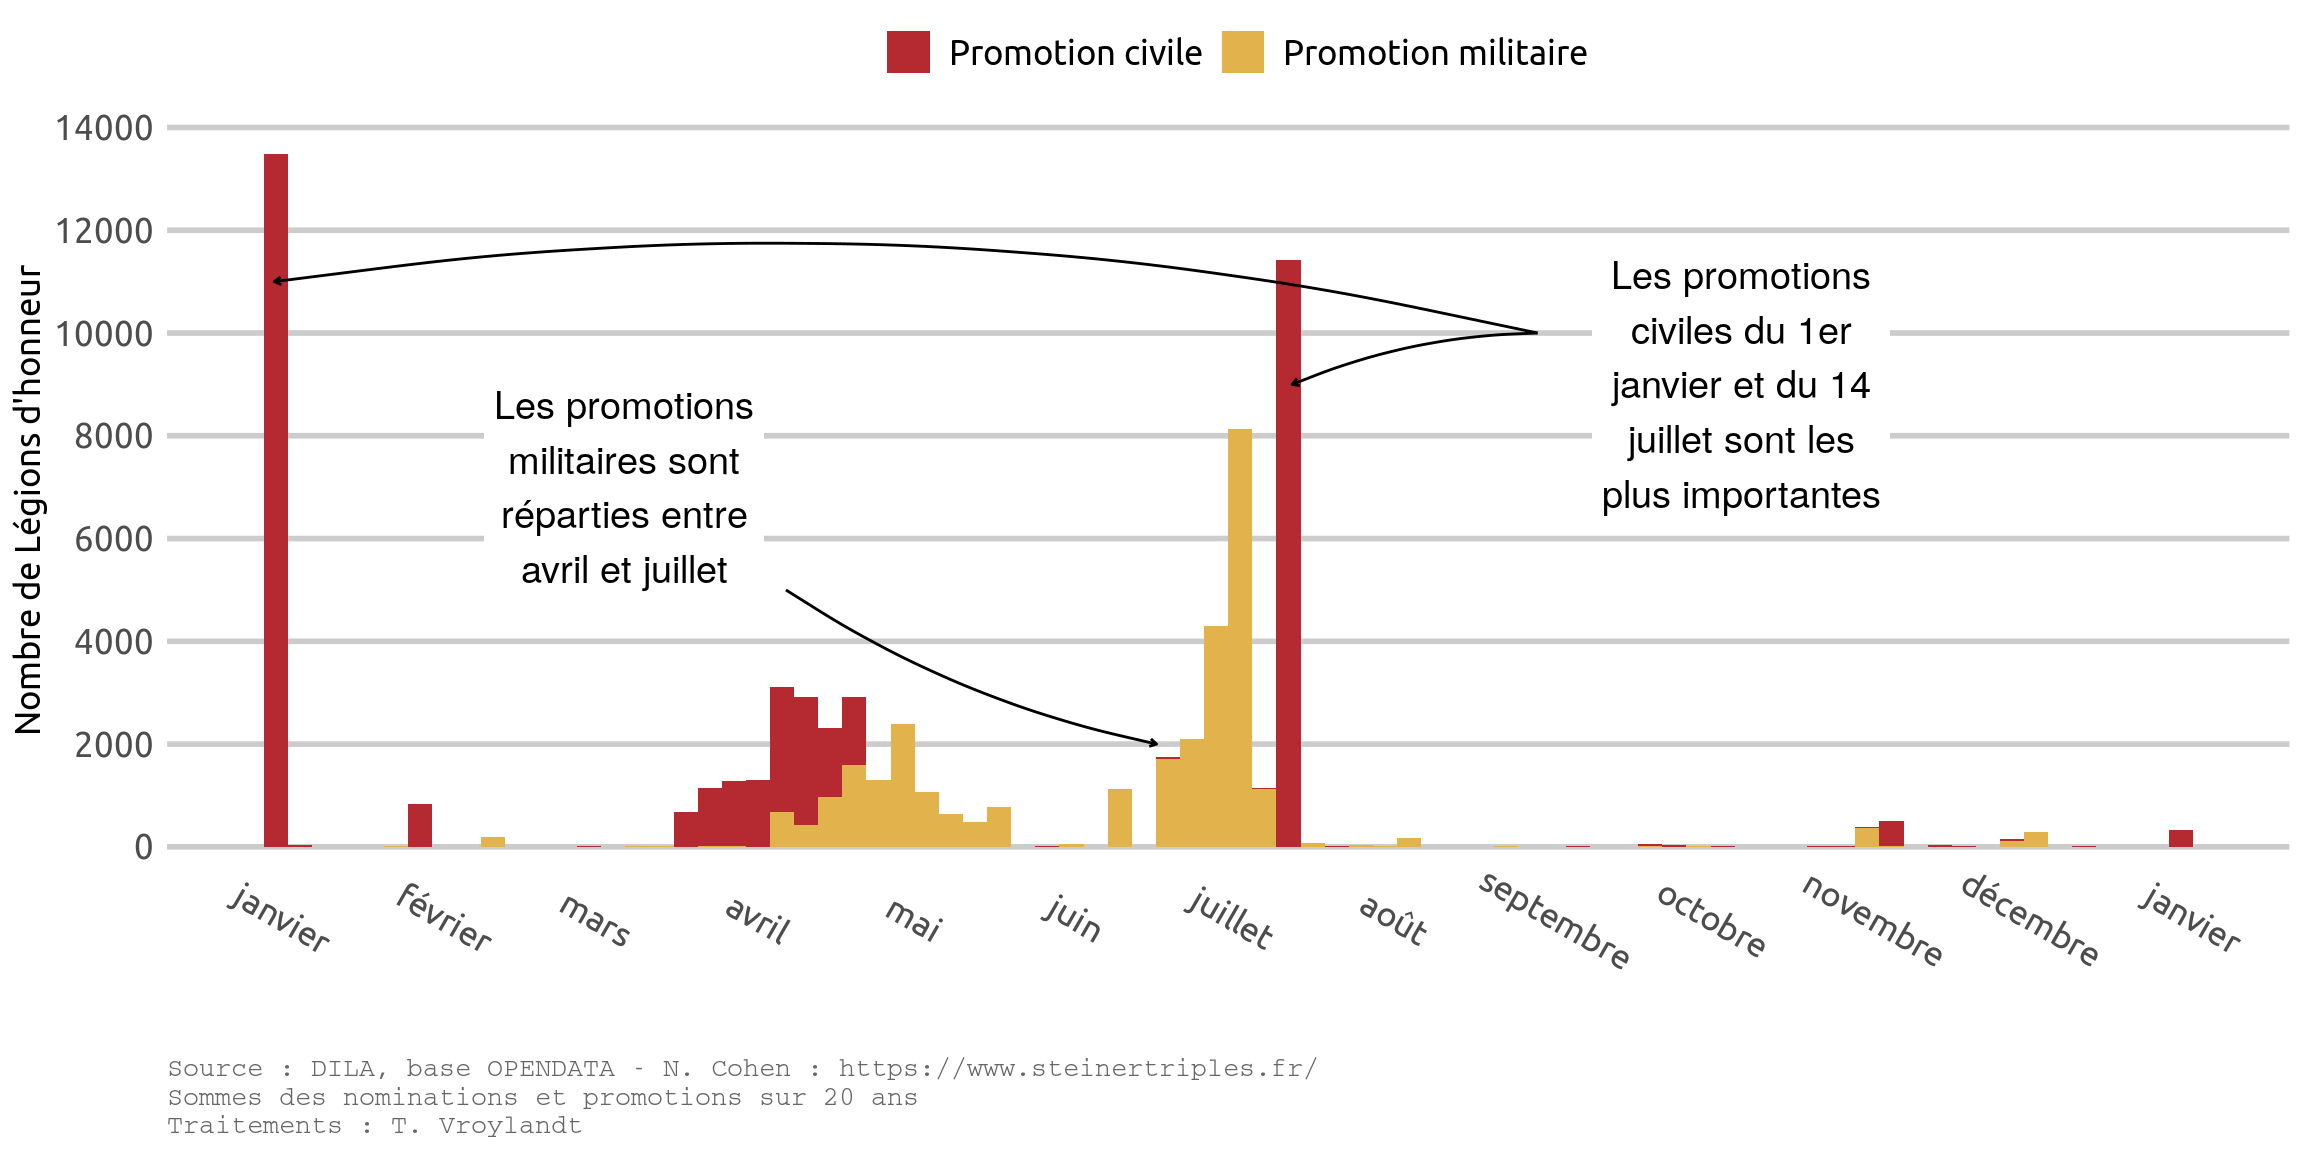 Promotion civile Promotion militaire
Nombre de Légions d'honneur
14000
12000
10000
8000
6000
4000
2000
0
Les promotions
militaires sont
réparties entre
avril et juillet
Les promotions
civiles du 1er
janvier et du 14
juillet sont les
plus importantes
janvier février mars avril mai juin juillet août septembre octobre novembre décembre janvier
Source : DILA, base OPENDATA - N. Cohen : https://www.steinertriples.fr/
Sommes des nominations et promotions sur 20 ans
Traitements : T. Vroylandt